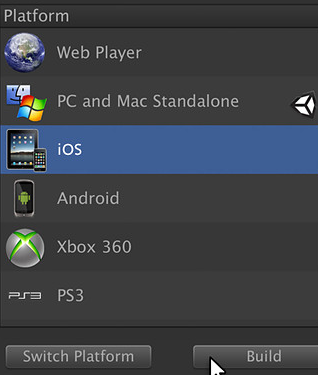 Platform
Web Player
PC and Mac Standalone
iOS
Android
Xbox 360
PS3 PS3
Switch Platform Build